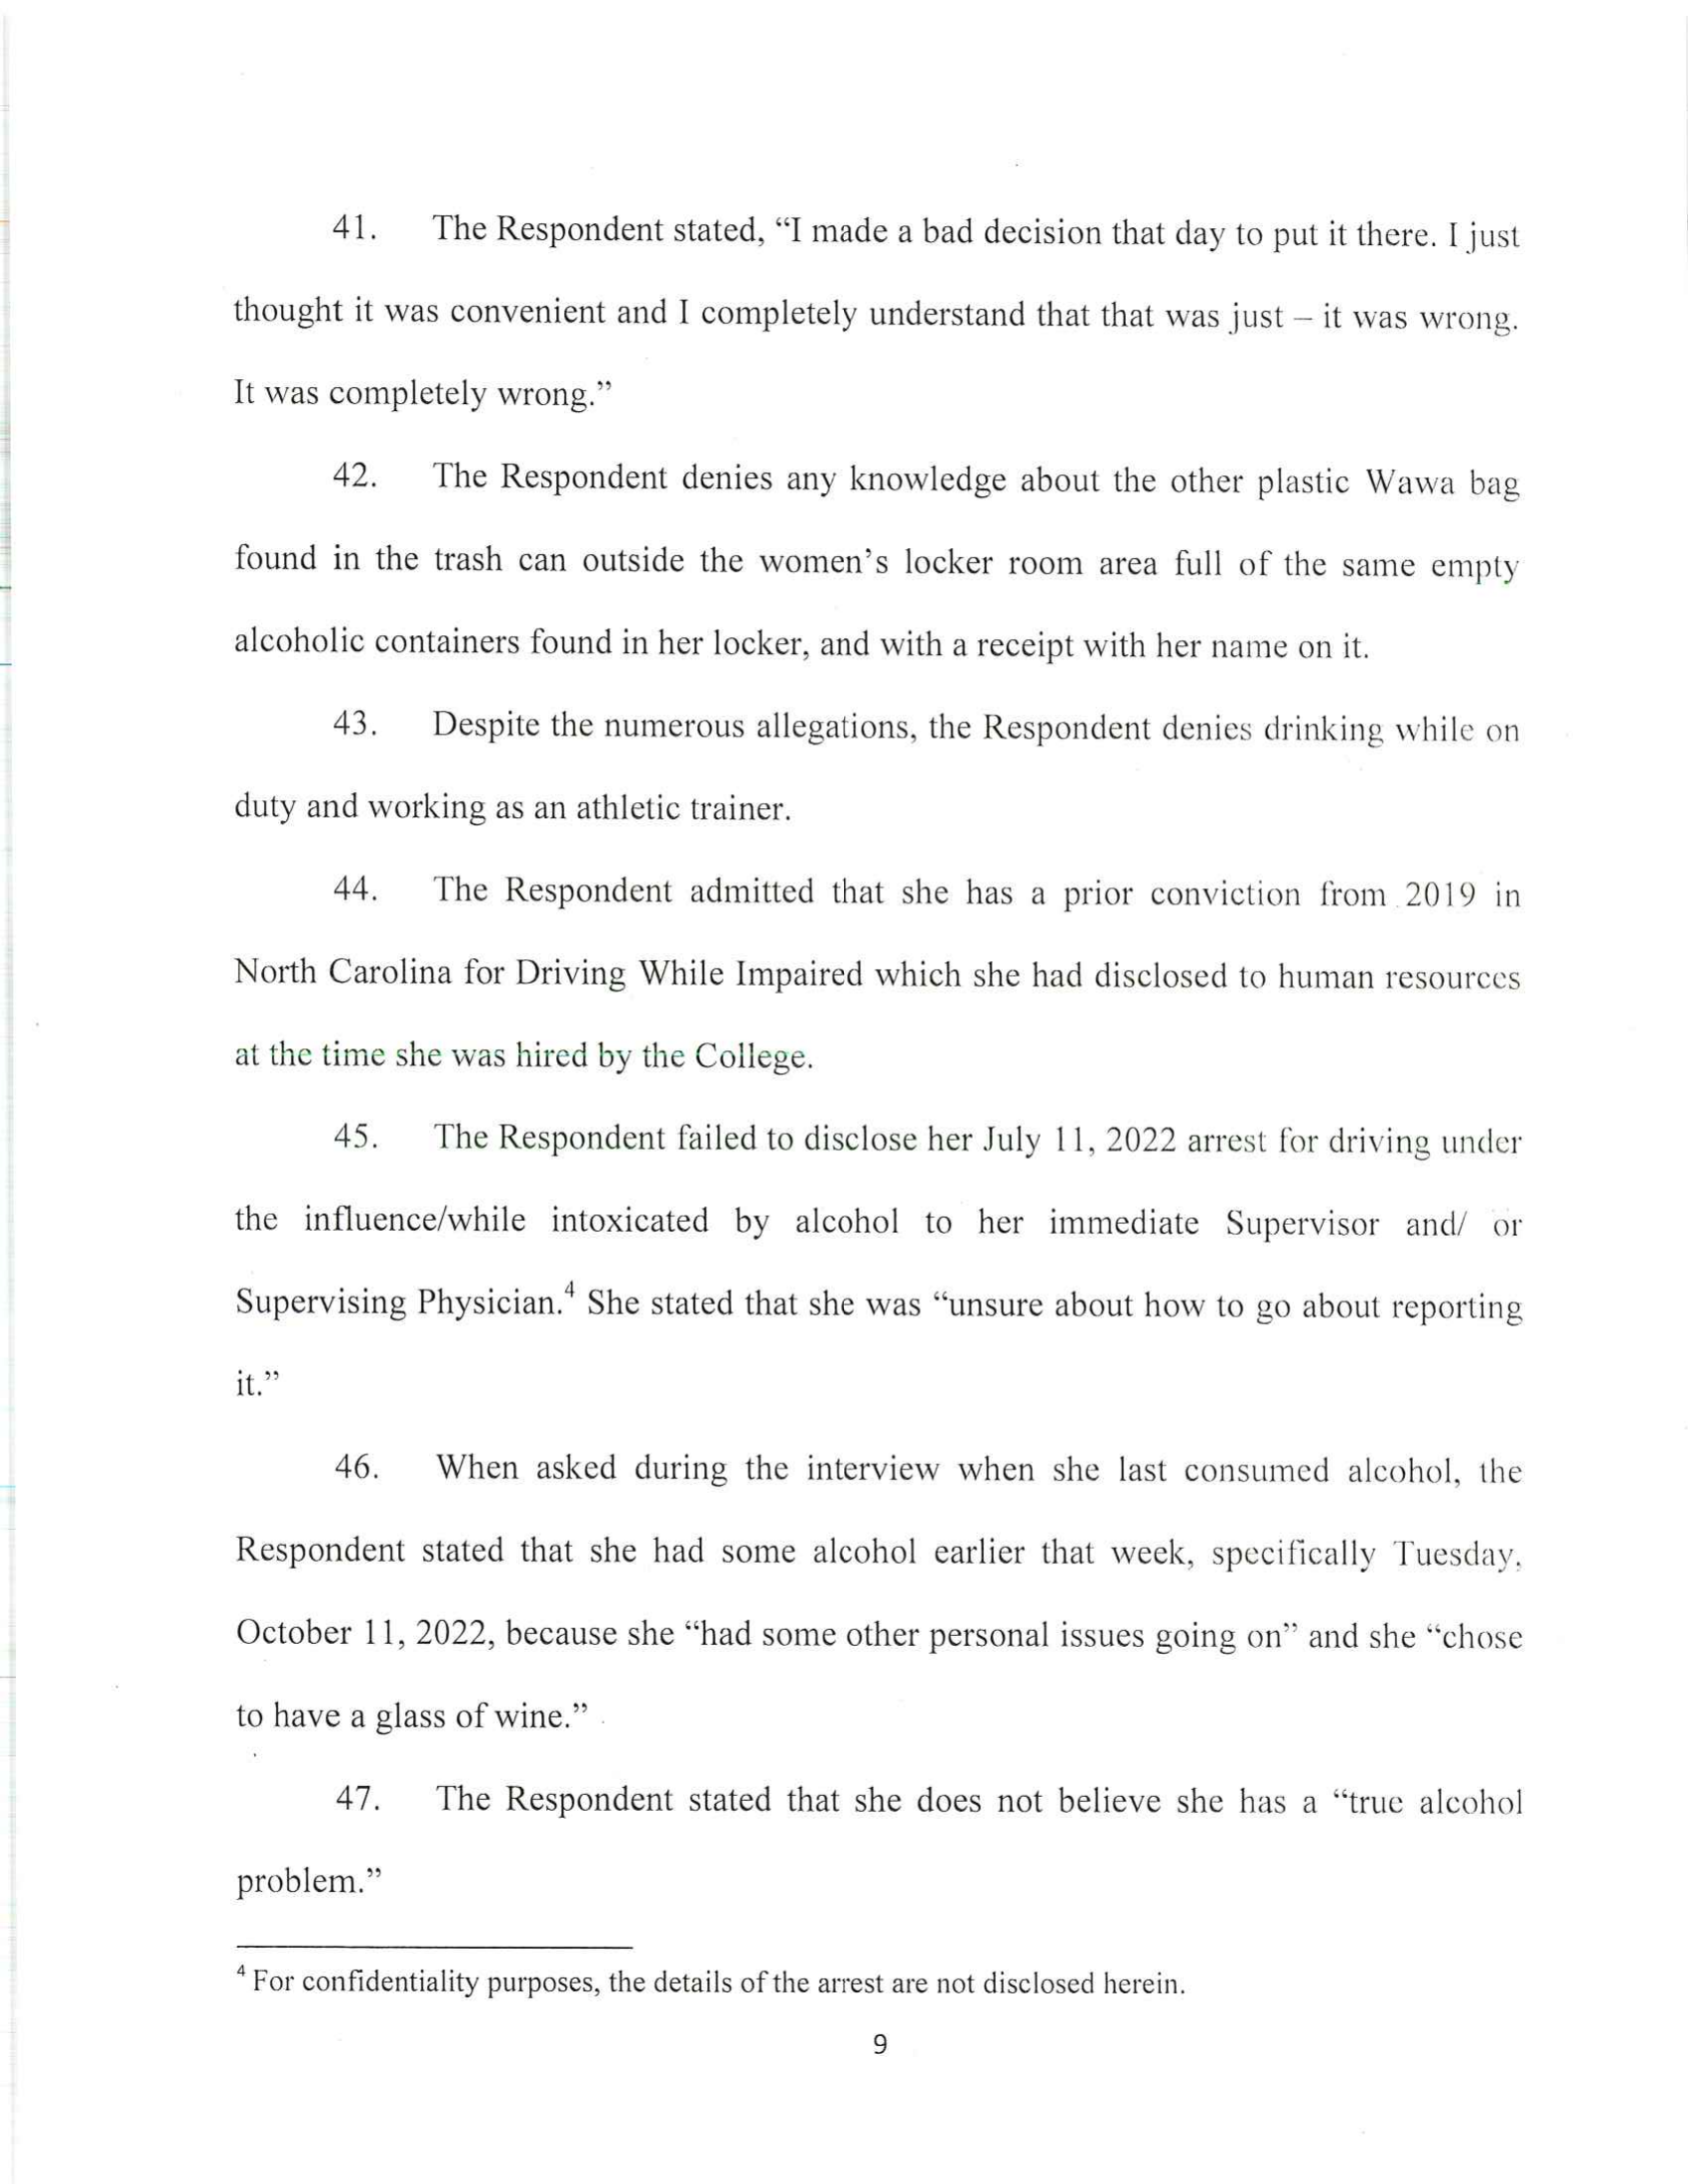 41. The Respondent stated, “I made a bad decision that day to put it there. I just
thought it was convenient and I completely understand that that was just – it was wrong.
It was completely wrong.”
42. The Respondent denies any knowledge about the other plastic Wawa bag
found in the trash can outside the women’s locker room area full of the same empty
alcoholic containers found in her locker, and with a receipt with her name on it.
43. Despite the numerous allegations, the Respondent denies drinking while on
duty and working as an athletic trainer.
44. The Respondent admitted that she has a prior conviction from 2019 in
North Carolina for Driving While Impaired which she had disclosed to human resources
at the time she was hired by the College.
45. The Respondent failed to disclose her July 11, 2022 arrest for driving under
the influence/while intoxicated by alcohol to her immediate Supervisor and/ or
Supervising Physician.4 She stated that she was “unsure about how to go about reporting
it.”
46. When asked during the interview when she last consumed alcohol, the
Respondent stated that she had some alcohol earlier that week, specifically Tuesday,
October 11, 2022, because she “had some other personal issues going on” and she “chose
to have a glass of wine.”
47. The Respondent stated that she does not believe she has a “true alcohol
problem.”
4 For confidentiality purposes, the details of the arrest are not disclosed herein.
9